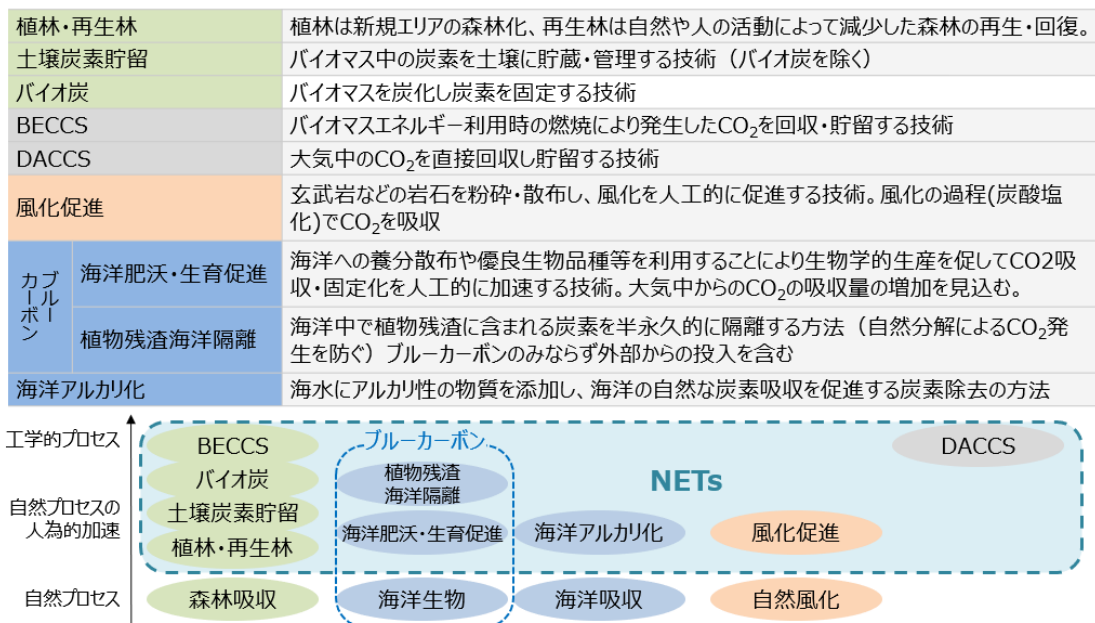 植林・再生林
植林は新規エリアの森林化、再生林は自然や人の活動によって減少した森林の再生・回復。
土壌炭素貯留
バイオマス中の炭素を土壌に貯蔵・管理する技術（バイオ炭を除く）
バイオ炭
バイオマスを炭化し炭素を固定する技術
BECCS
バイオマスエネルギー利用時の燃焼により発生したCO₂を回収・貯留する技術
DACCS
大気中のCO₂を直接回収し貯留する技術
風化促進
玄武岩などの岩石を粉砕・散布し、風化を人工的に促進する技術。風化の過程(炭酸塩
化)でCO₂を吸収
ブルー
カーボン
海洋肥沃・生育促進
海洋への養分散布や優良生物品種等を利用することにより生物学的生産を促してCO2吸
収・固定化を人工的に加速する技術。大気中からのCO₂の吸収量の増加を見込む。
植物残渣海洋隔離
海洋中で植物残渣に含まれる炭素を半永久的に隔離する方法（自然分解によるCO₂発
生を防ぐ）ブルーカーボンのみならず外部からの投入を含む
海洋アルカリ化
海水にアルカリ性の物質を添加し、海洋の自然な炭素吸収を促進する炭素除去の方法
工学的プロセス
BECCS
ブルーカーボン
DACCS
バイオ炭
植物残渣
海洋隔離
NETs
自然プロセスの
人為的加速
土壌炭素貯留
海洋肥沃・生育促進
海洋アルカリ化
風化促進
植林・再生林
自然プロセス
森林吸収
海洋生物
海洋吸収
自然風化